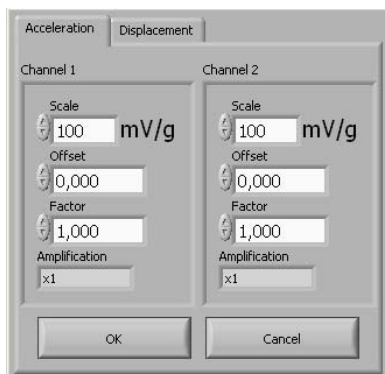 Acceleration Displacement
Channel 1 Channel 2
Scale Scale
100 mV/g 100 mV/g
Offset Offset
0,000 0,000
Factor Factor
1,000 1,000
Amplification Amplification
x1 x1
OK Cancel